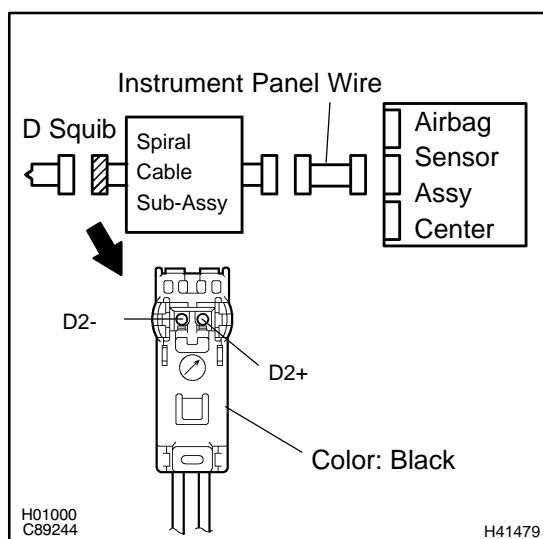 Instrument Panel Wire
D Squib
Spiral
Cable
Sub-Assy
Airbag
Sensor
Assy
Center
D2-
D2+
Color: Black
H01000
C89244
H41479